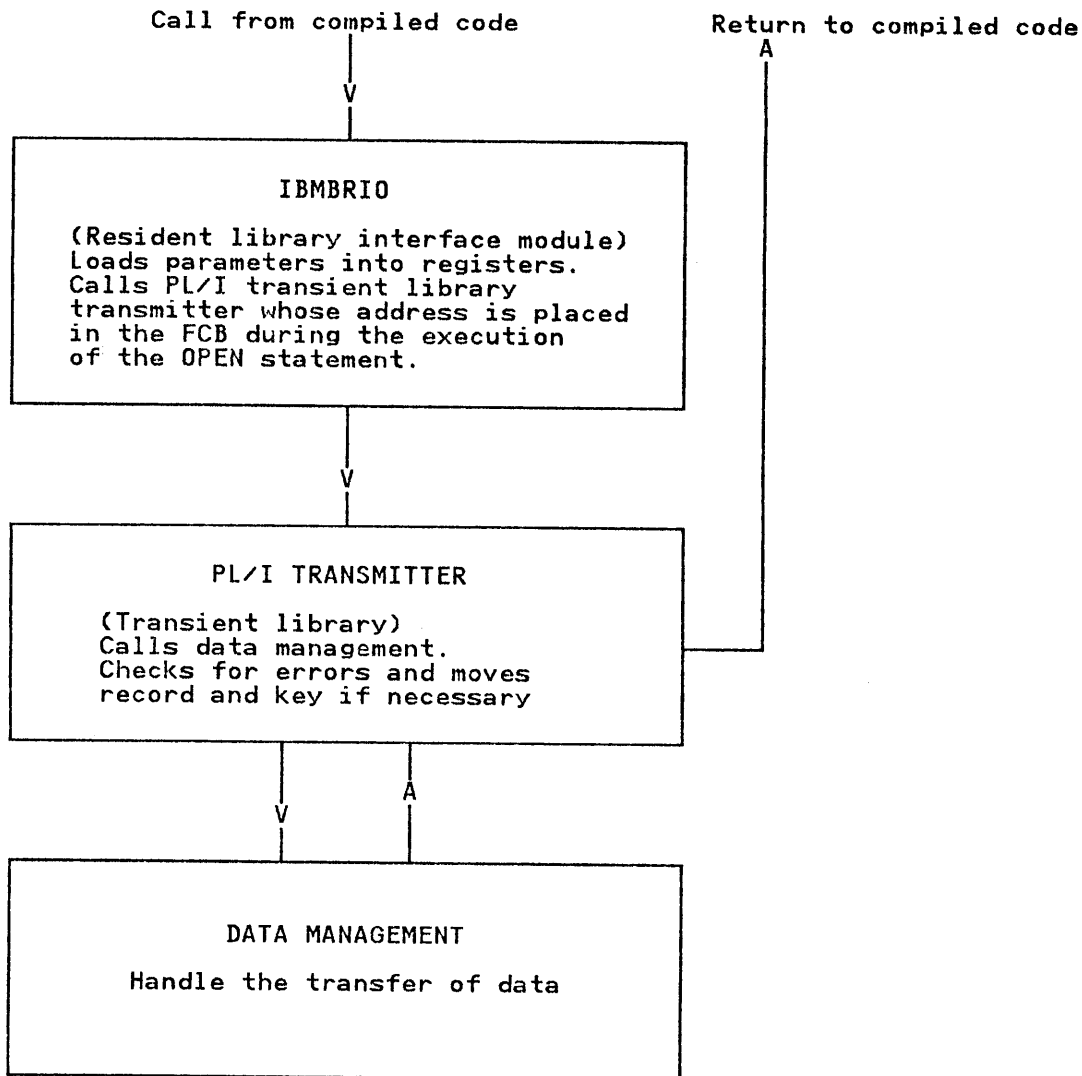 Call from compiled code
Return to compiled code
A
V
IBMBRIO
(Resident library interface module)
Loads parameters into registers.
Calls PL/I transient library
transmitter whose address is placed
in the FCB during the execution
of the OPEN statement.
V
PL/I TRANSMITTER
(Transient library)
Calls data management.
Checks for errors and moves
record and key if necessary
V
A
DATA MANAGEMENT
Handle the transfer of data